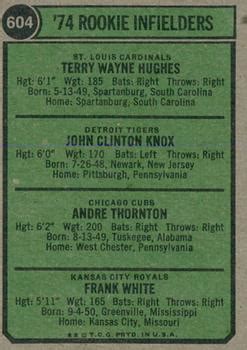 604 '74 ROOKIE INFIELDERS
ST. LOUIS CARDINALS
TERRY WAYNE HUGHES
Hgt: 6'1" Wgt: 185 Bats: Right Throws: Right
Born: 5-13-49, Spartanburg, South Carolina
Home: Spartanburg, South Carolina
DETROIT TIGERS
JOHN CLINTON KNOX
Hgt: 6'0" Wgt: 170 Bats: Left Throws: Right
Born: 7-26-48, Newark, New Jersey
Home: Pittsburgh, Pennsylvania
CHICAGO CUBS
ANDRE THORNTON
Hgt: 6'2" Wgt: 200 Bats: Right Throws: Right
Born: 8-13-49, Tuskegee, Alabama
Home: West Chester, Pennsylvania
KANSAS CITY ROYALS
FRANK WHITE
Hgt: 5'11" Wgt: 165 Bats: Right Throws: Right
Born: 9-4-50, Greenville, Mississippi
Home: Kansas City, Missouri
© T.C.G. PRTD. IN U.S.A.